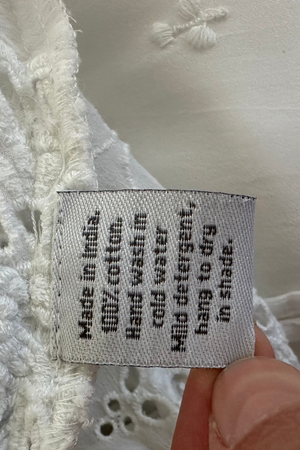 Made in India.
100% cotton.
Hand wash in
cold water
Mild detergent,
hang to dry
in shade.